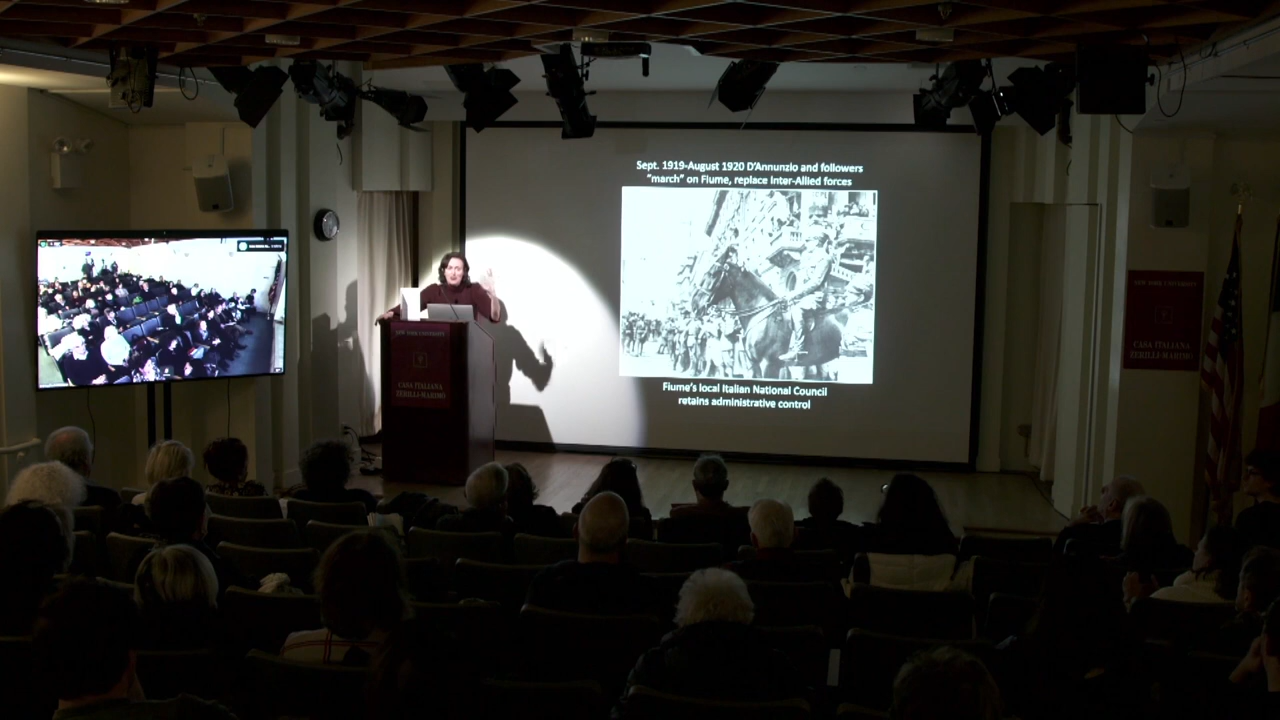 Sept. 1919-August 1920 D'Annunzio and followers
"march" on Fiume, replace Inter-Allied forces
Fiume's local Italian National Council
retains administrative control
NEW YORK UNIVERSITY
CASA ITALIANA
ZERILLI-MARIMÒ
NEW YORK UNIVERSITY
CASA ITALIANA
ZERILLI-MARIMÒ